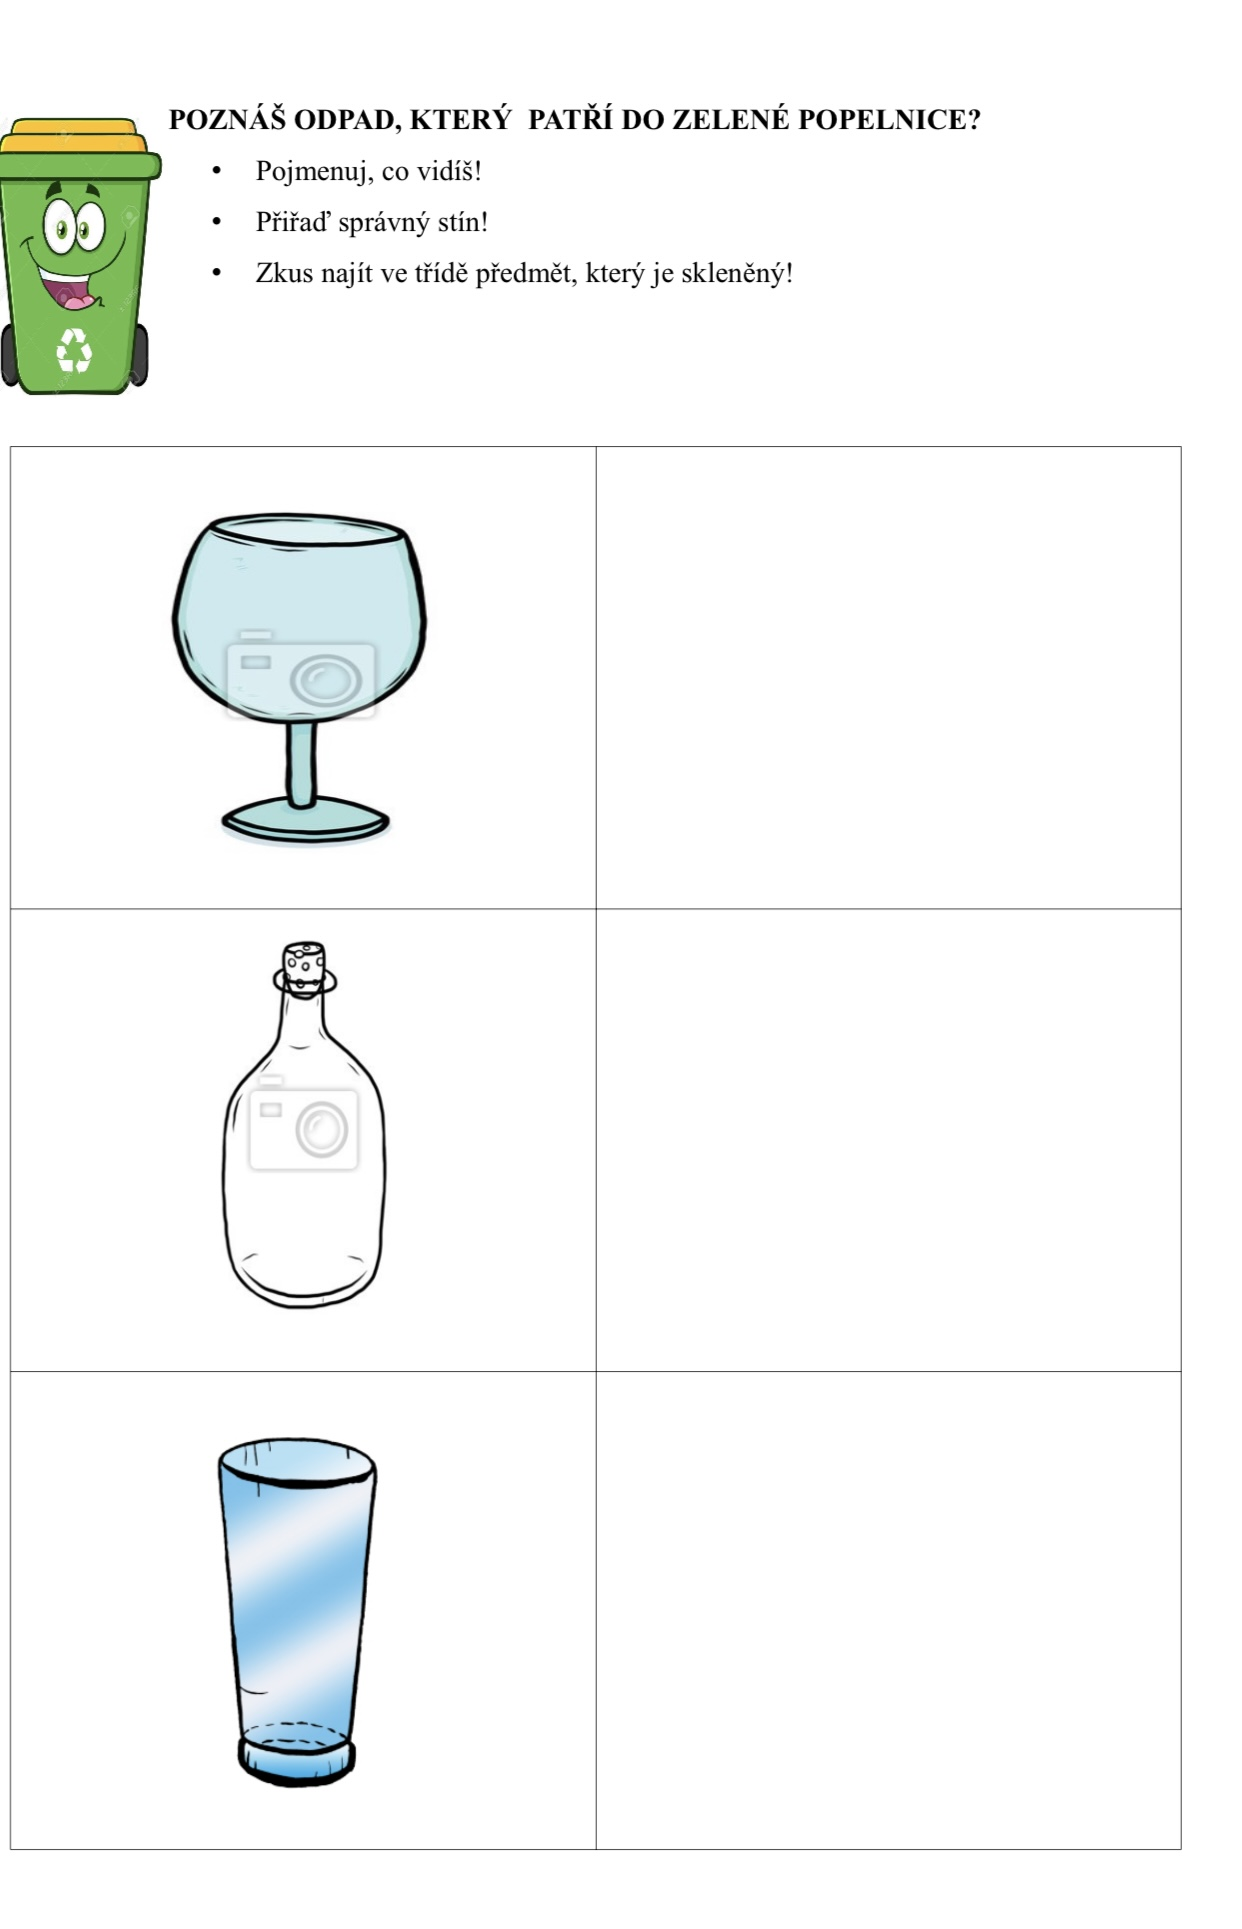 POZNÁŠ ODPAD, KTERÝ  PATŘÍ DO ZELENÉ POPELNICE?
• Pojmenuj, co vidíš!
• Přiřaď správný stín!
• Zkus najít ve třídě předmět, který je skleněný!